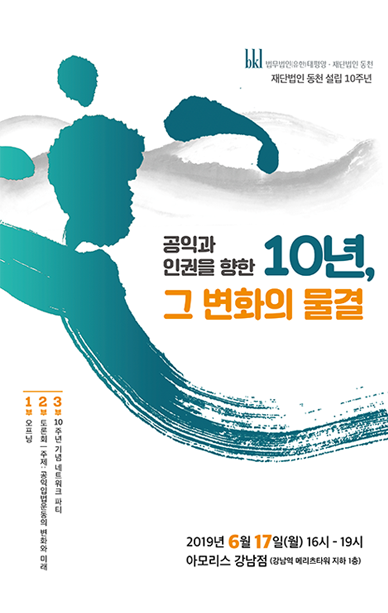 bkl 법무법인(유한)태평양 · 재단법인 동천
재단법인 동천 설립 10주년
공익과
인권을 향한 10년,
그 변화의 물결
1부 오프닝
2부 토론회 - 주제 : 공익입법운동의 변화와 미래
3부 10주년 기념 네트워크 파티
2019년 6월 17일(월) 16시 - 19시
아모리스 강남점 (강남역 메리츠타워 지하 1층)